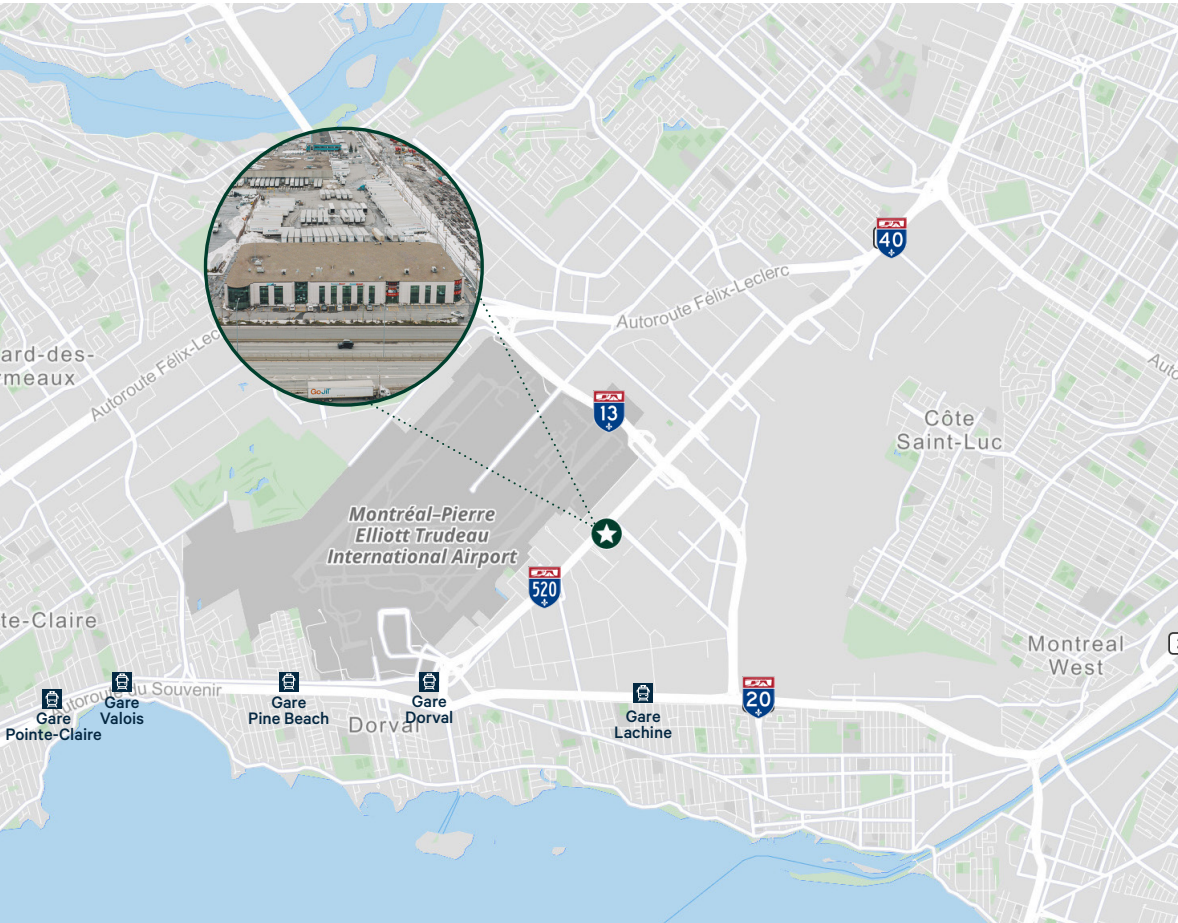 40
Autoroute Félix-Leclerc
Autoroute Félix-Lec
ard-des-
rmeaux
Auto
GoJIT
13
Côte
Saint-Luc
Montréal–Pierre
Elliott Trudeau
International Airport
520
te-Claire
Montreal
West
Autoroute du Souvenir
Gare
Pointe-Claire
Gare
Valois
Gare
Pine Beach
Gare
Dorval
Dorval
Gare
Lachine
20